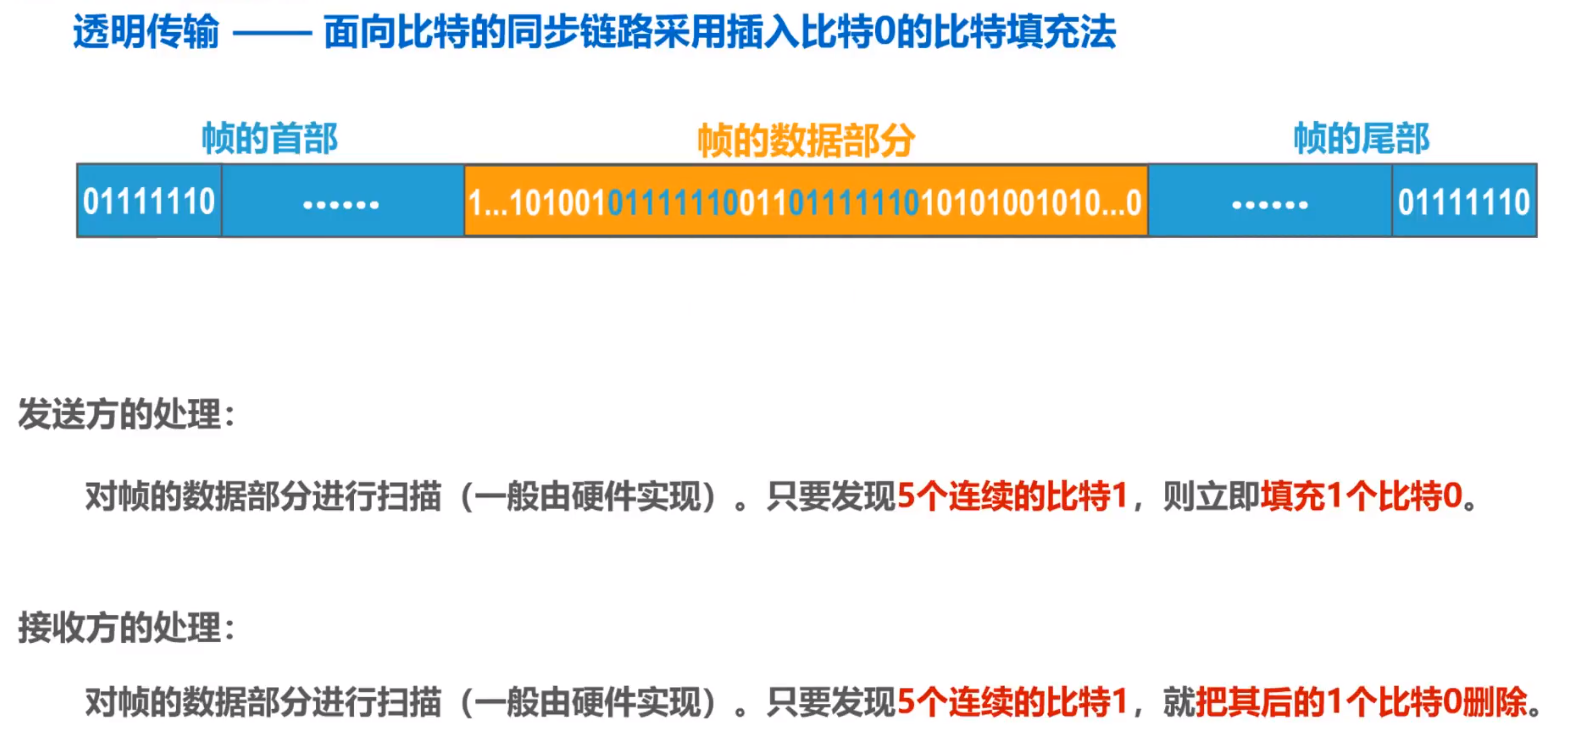 透明传输 —— 面向比特的同步链路采用插入比特0的比特填充法
帧的首部 帧的数据部分 帧的尾部
01111110 …… 1...101001011111100110111111010101001010...0 …… 01111110
发送方的处理：
对帧的数据部分进行扫描（一般由硬件实现）。只要发现5个连续的比特1，则立即填充1个比特0。
接收方的处理：
对帧的数据部分进行扫描（一般由硬件实现）。只要发现5个连续的比特1，就把其后的1个比特0删除。